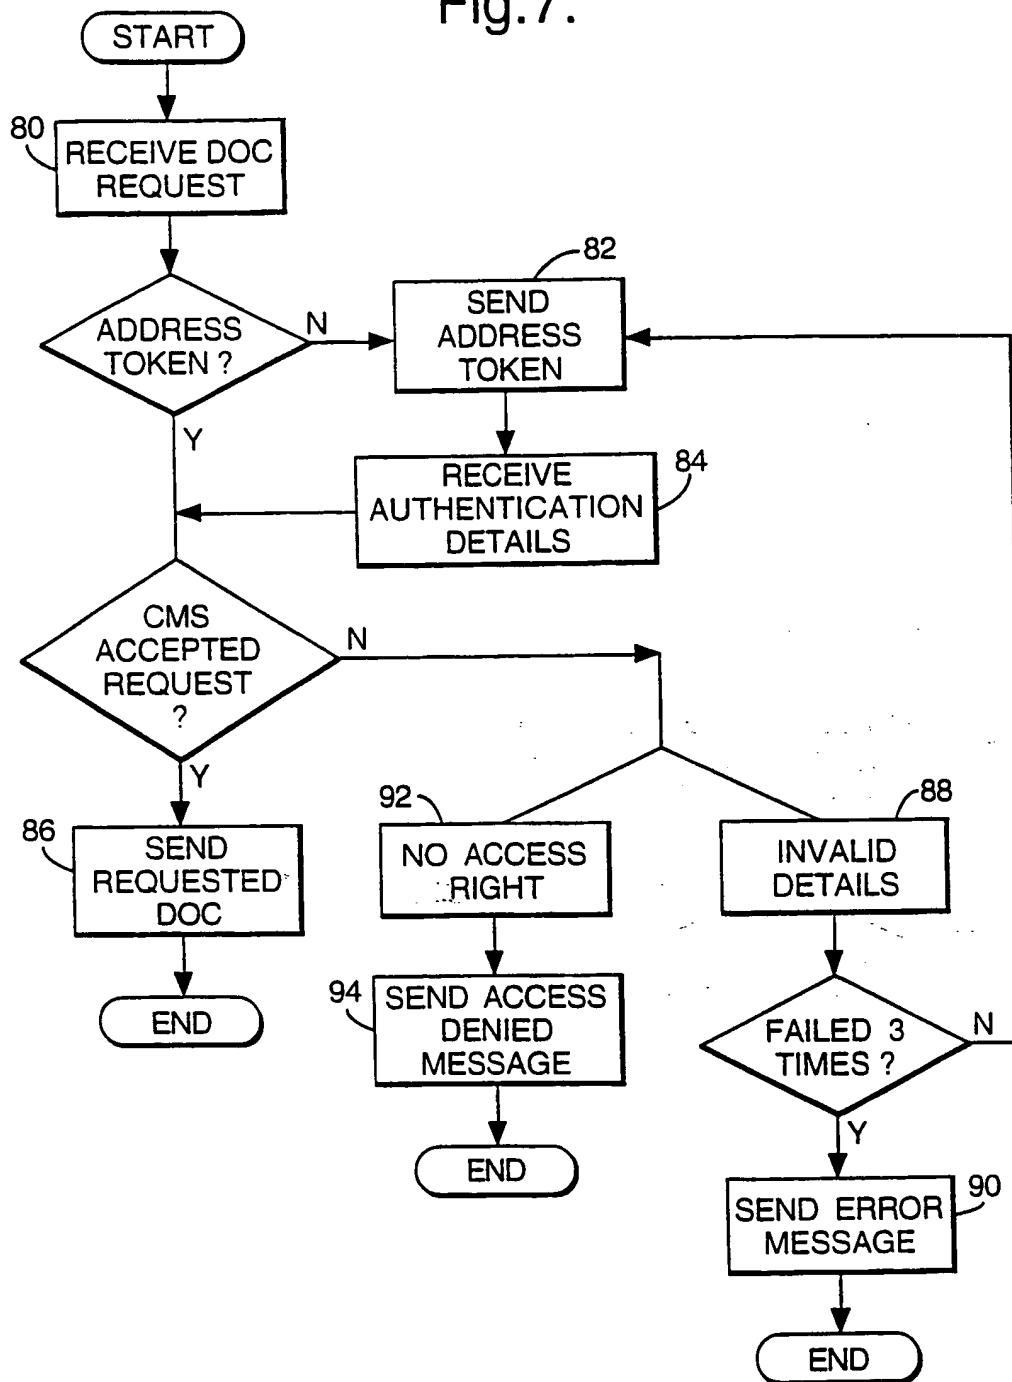 Fig.7.
START
80
RECEIVE DOC
REQUEST
82
ADDRESS
TOKEN ?
N
SEND
ADDRESS
TOKEN
Y
84
RECEIVE
AUTHENTICATION
DETAILS
CMS
ACCEPTED
REQUEST
?
N
Y
86
SEND
REQUESTED
DOC
END
92
NO ACCESS
RIGHT
94
SEND ACCESS
DENIED
MESSAGE
END
88
INVALID
DETAILS
FAILED 3
TIMES ?
N
Y
90
SEND ERROR
MESSAGE
END